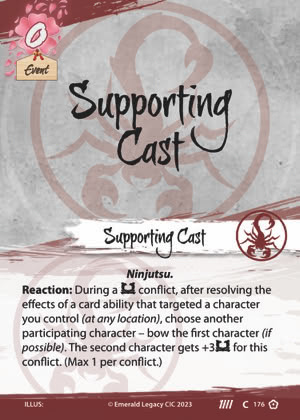 0
Event
Supporting
Cast
Supporting Cast
Ninjutsu.
Reaction: During a conflict, after resolving the
effects of a card ability that targeted a character
you control (at any location), choose another
participating character – bow the first character (if
possible). The second character gets +3 for this
conflict. (Max 1 per conflict.)
ILLUS: © Emerald Legacy CIC 2023 C 176